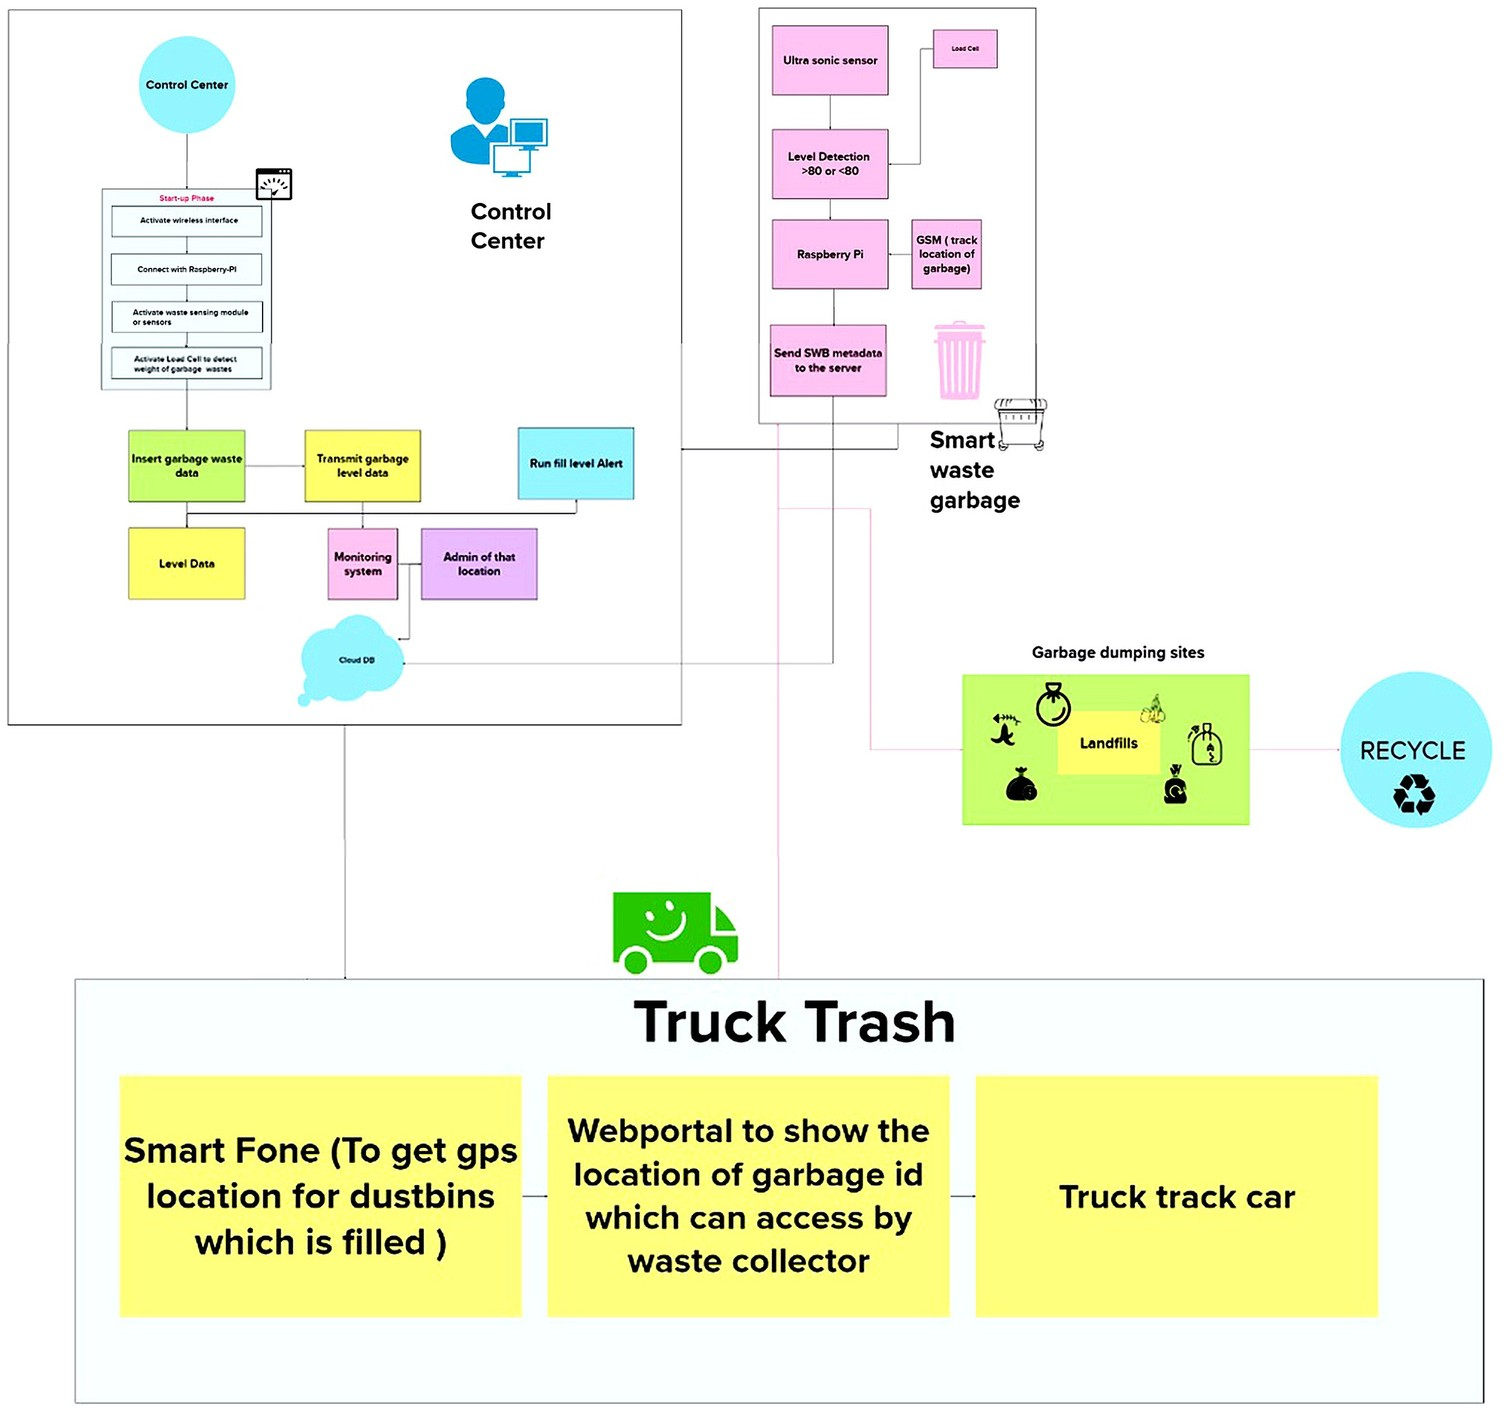 Control Center
Start-up Phase
Activate wireless interface
Connect with Raspberry-PI
Activate waste sensing module
or sensors
Activate Load Cell to detect
weight of garbage wastes
Control
Center
Insert garbage waste
data
Transmit garbage
level data
Run fill level Alert
Level Data
Monitoring
system
Admin of that
location
Cloud DB
Ultra sonic sensor
Load Cell
Level Detection
>80 or <80
Raspberry Pi
GSM ( track
location of
garbage)
Send SWB metadata
to the server
Smart
waste
garbage
Garbage dumping sites
Landfills
RECYCLE
Truck Trash
Smart Fone (To get gps
location for dustbins
which is filled )
Webportal to show the
location of garbage id
which can access by
waste collector
Truck track car